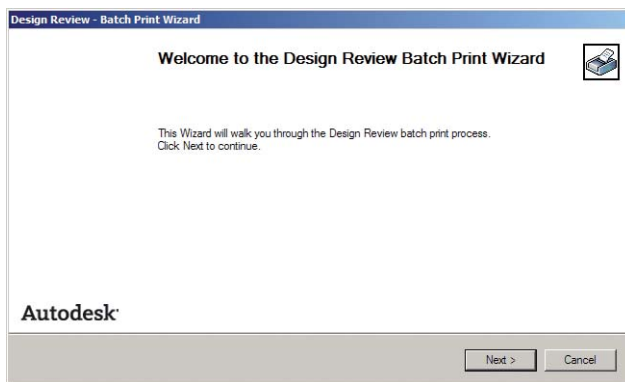 Design Review - Batch Print Wizard
Welcome to the Design Review Batch Print Wizard
This Wizard will walk you through the Design Review batch print process.
Click Next to continue.
Autodesk
Next >
Cancel